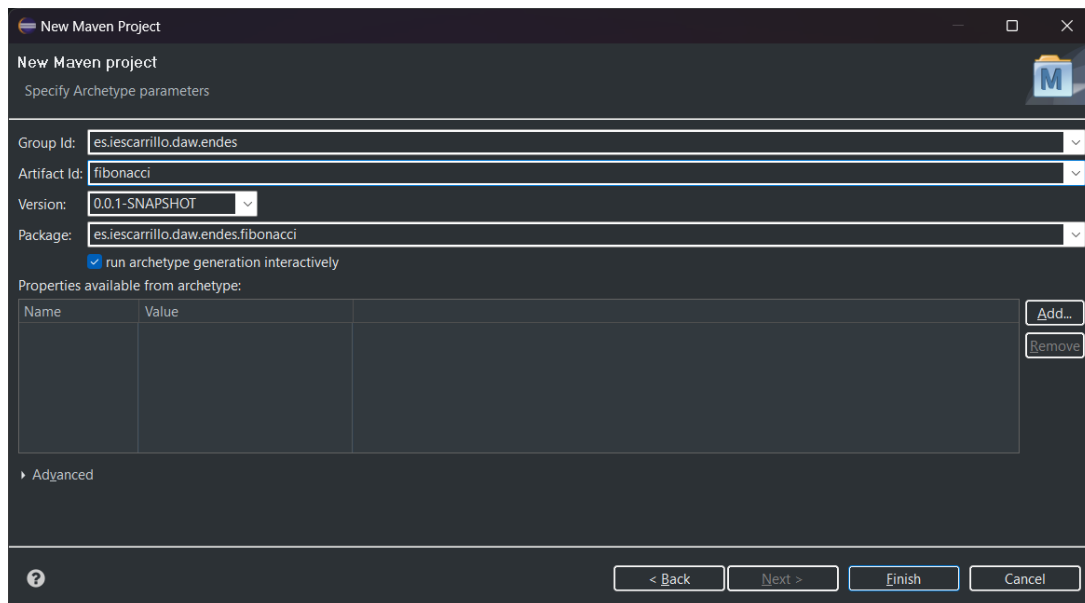 New Maven Project
New Maven project
Specify Archetype parameters
M
Group Id: es.iescarrillo.daw.endes
Artifact Id: fibonacci
Version: 0.0.1-SNAPSHOT
Package: es.iescarrillo.daw.endes.fibonacci
run archetype generation interactively
Properties available from archetype:
Name Value
Add...
Remove
Advanced
? < Back Next > Finish Cancel